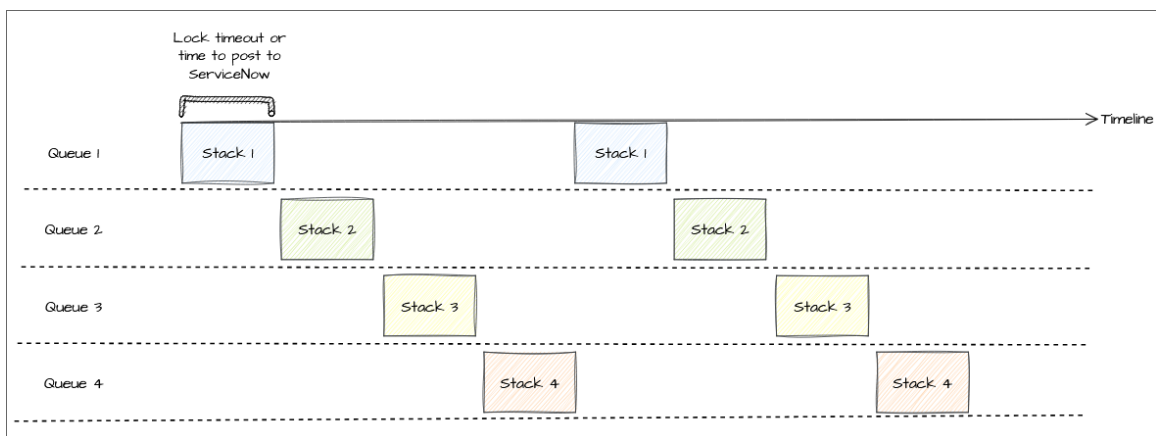 Lock timeout or
time to post to
ServiceNow
Timeline
Queue 1
Stack 1
Stack 1
Queue 2
Stack 2
Stack 2
Queue 3
Stack 3
Stack 3
Queue 4
Stack 4
Stack 4